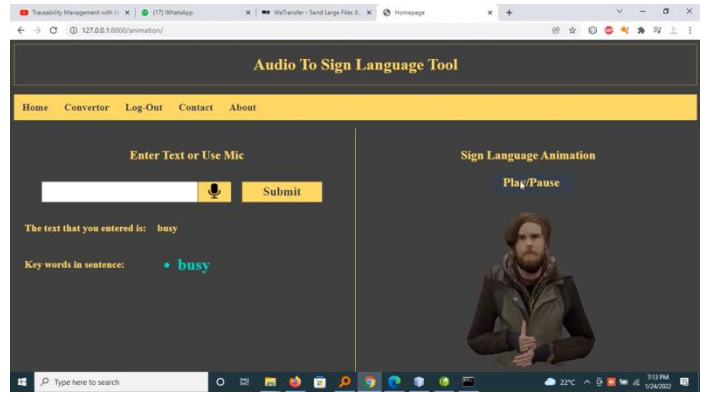 Traceability Management with I
(17) WhatsApp
WeTransfer - Send Large Files &
Homepage
127.0.0.1:8000/animation/
Audio To Sign Language Tool
Home Convertor Log-Out Contact About
Enter Text or Use Mic
Submit
The text that you entered is: busy
Key words in sentence:
• busy
Sign Language Animation
Play/Pause
Type here to search
22°C
7:13 PM
1/24/2022